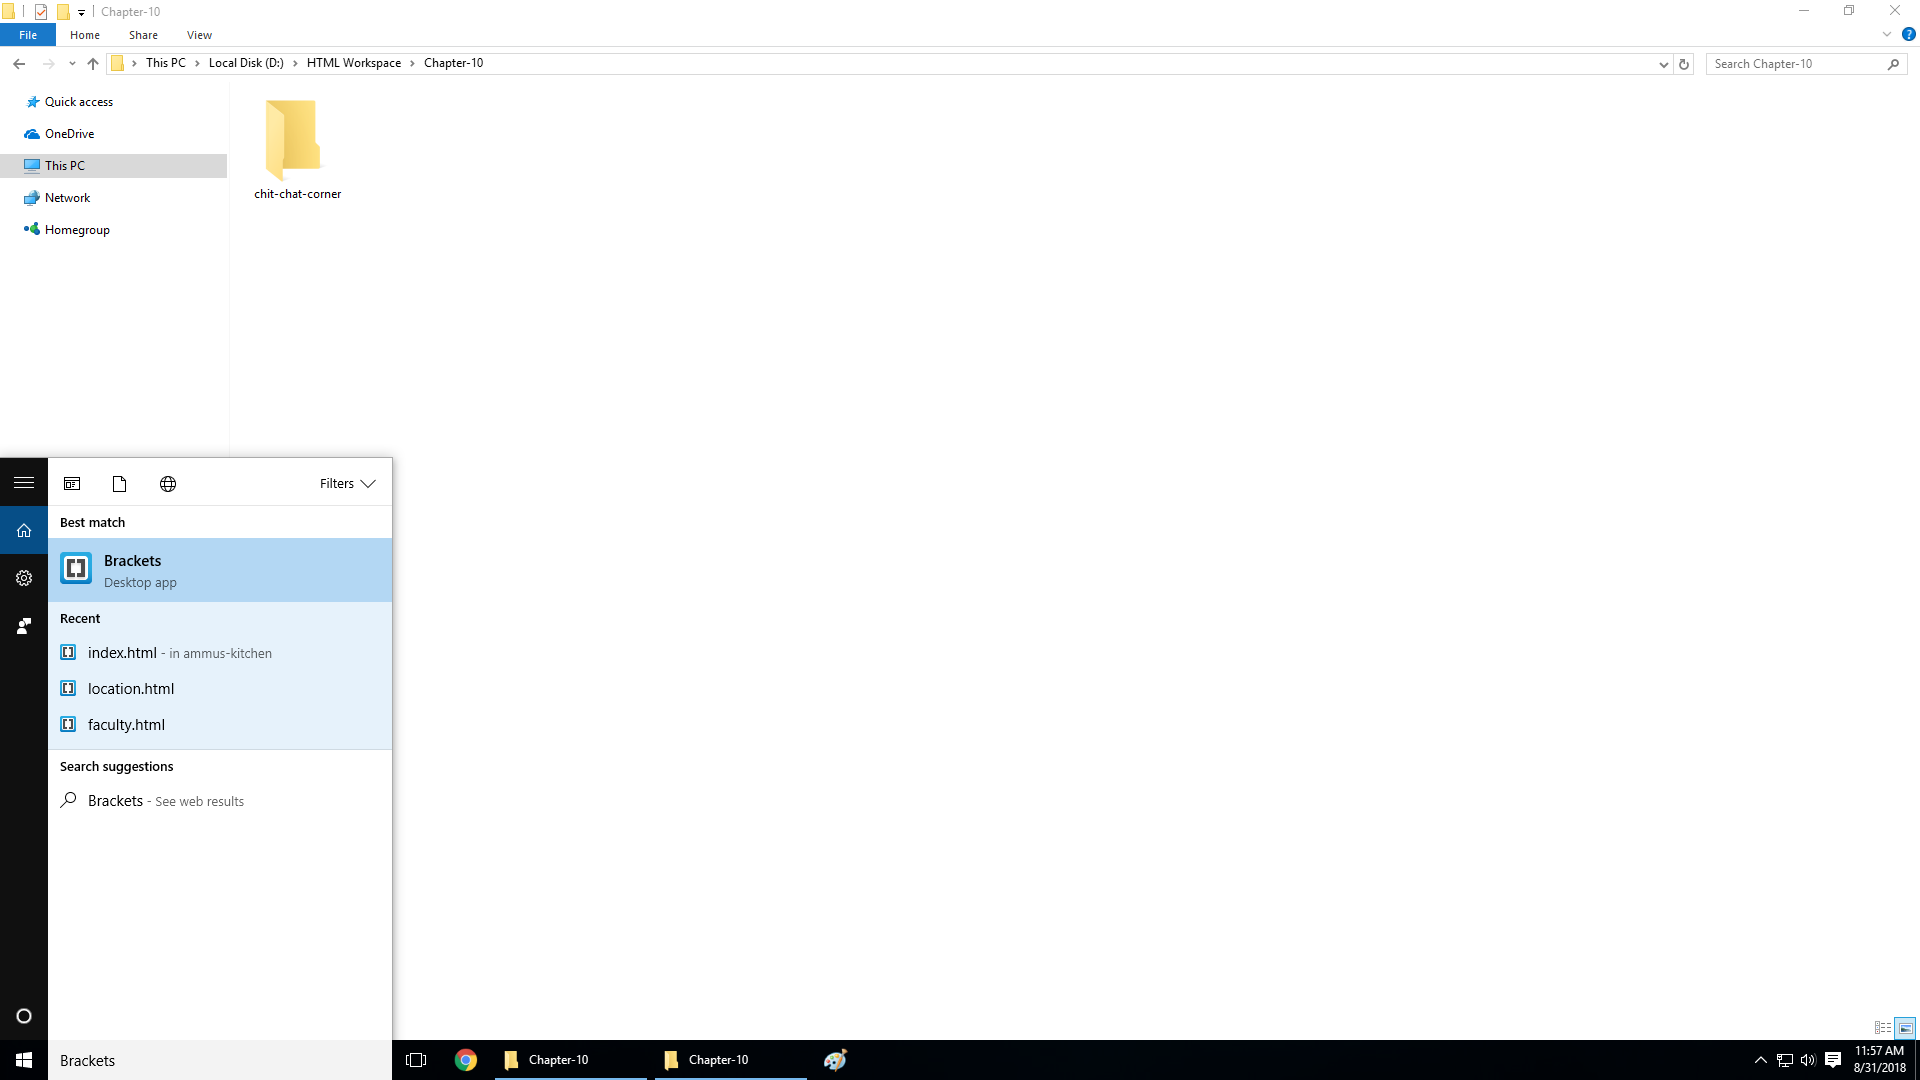 Chapter-10
File Home Share View
This PC Local Disk (D:) HTML Workspace Chapter-10
Search Chapter-10
Quick access
OneDrive
This PC
Network
Homegroup
chit-chat-corner
Filters
Best match
Brackets
Desktop app
Recent
index.html - in ammus-kitchen
location.html
faculty.html
Search suggestions
Brackets - See web results
Brackets
Chapter-10
Chapter-10
11:57 AM
8/31/2018